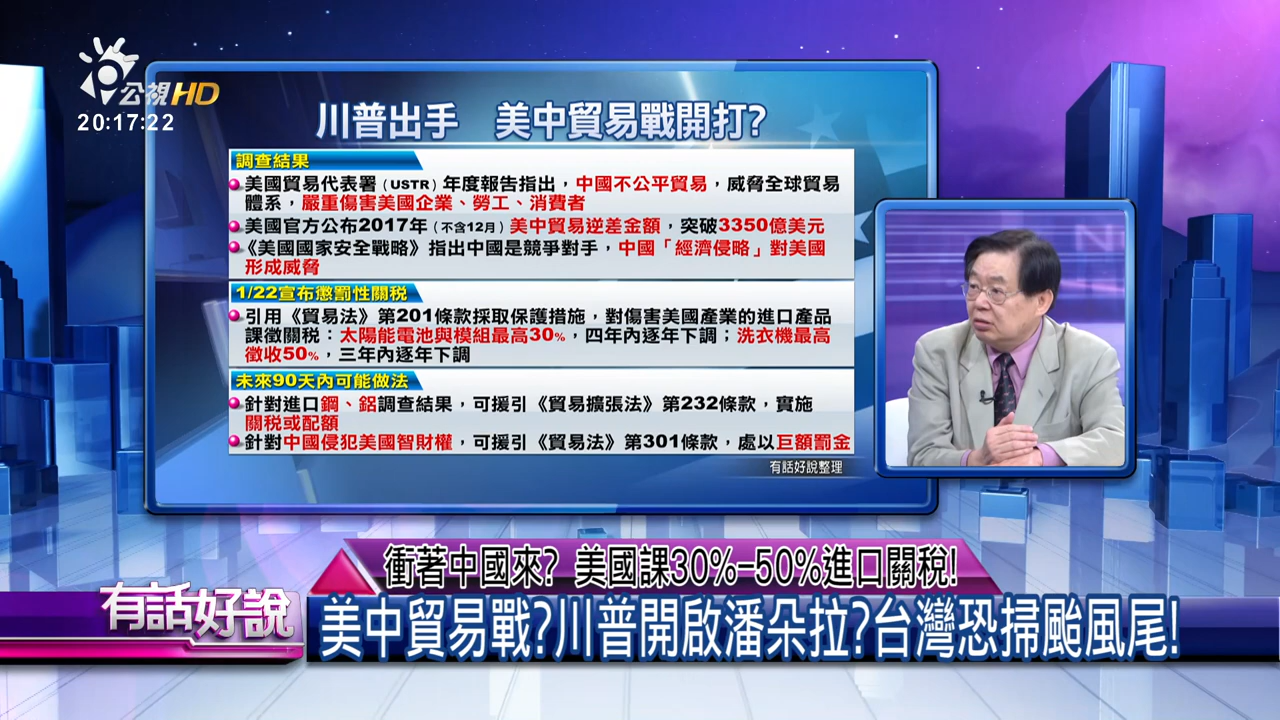 公視HD
20:17:22
川普出手　美中貿易戰開打?
調查結果
美國貿易代表署（USTR）年度報告指出，中國不公平貿易，威脅全球貿易
體系，嚴重傷害美國企業、勞工、消費者
美國官方公布2017年（不含12月）美中貿易逆差金額，突破3350億美元
《美國國家安全戰略》指出中國是競爭對手，中國「經濟侵略」對美國
形成威脅
1/22宣布懲罰性關稅
引用《貿易法》第201條款採取保護措施，對傷害美國產業的進口產品
課徵關稅：太陽能電池與模組最高30%，四年內逐年下調；洗衣機最高
徵收50%，三年內逐年下調
未來90天內可能做法
針對進口鋼、鋁調查結果，可援引《貿易擴張法》第232條款，實施
關稅或配額
針對中國侵犯美國智財權，可援引《貿易法》第301條款，處以巨額罰金
有話好說整理
衝著中國來? 美國課30%-50%進口關稅!
有話好說
美中貿易戰?川普開啟潘朵拉?台灣恐掃颱風尾!